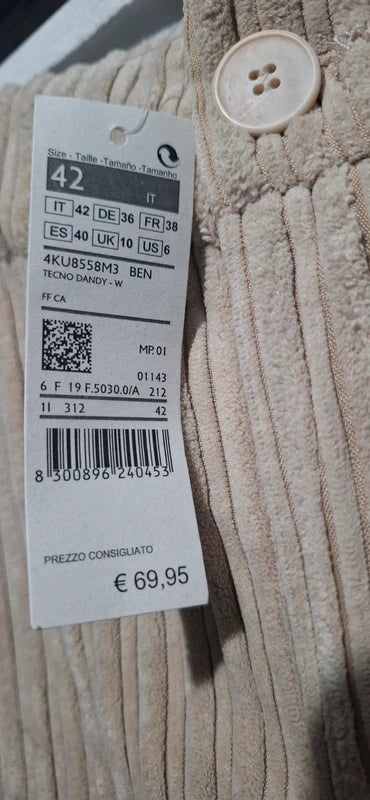 Size - Taille - Tamaño - Tamanho
42 IT
IT 42 DE 36 FR 38
ES 40 UK 10 US 6
4KU8558M3 BEN
TECNO DANDY - W
FF CA
MP. 01
01143
6 F 19 F.5030.0/A 212
1I 312 42
8 300896 240453
PREZZO CONSIGLIATO
€ 69,95